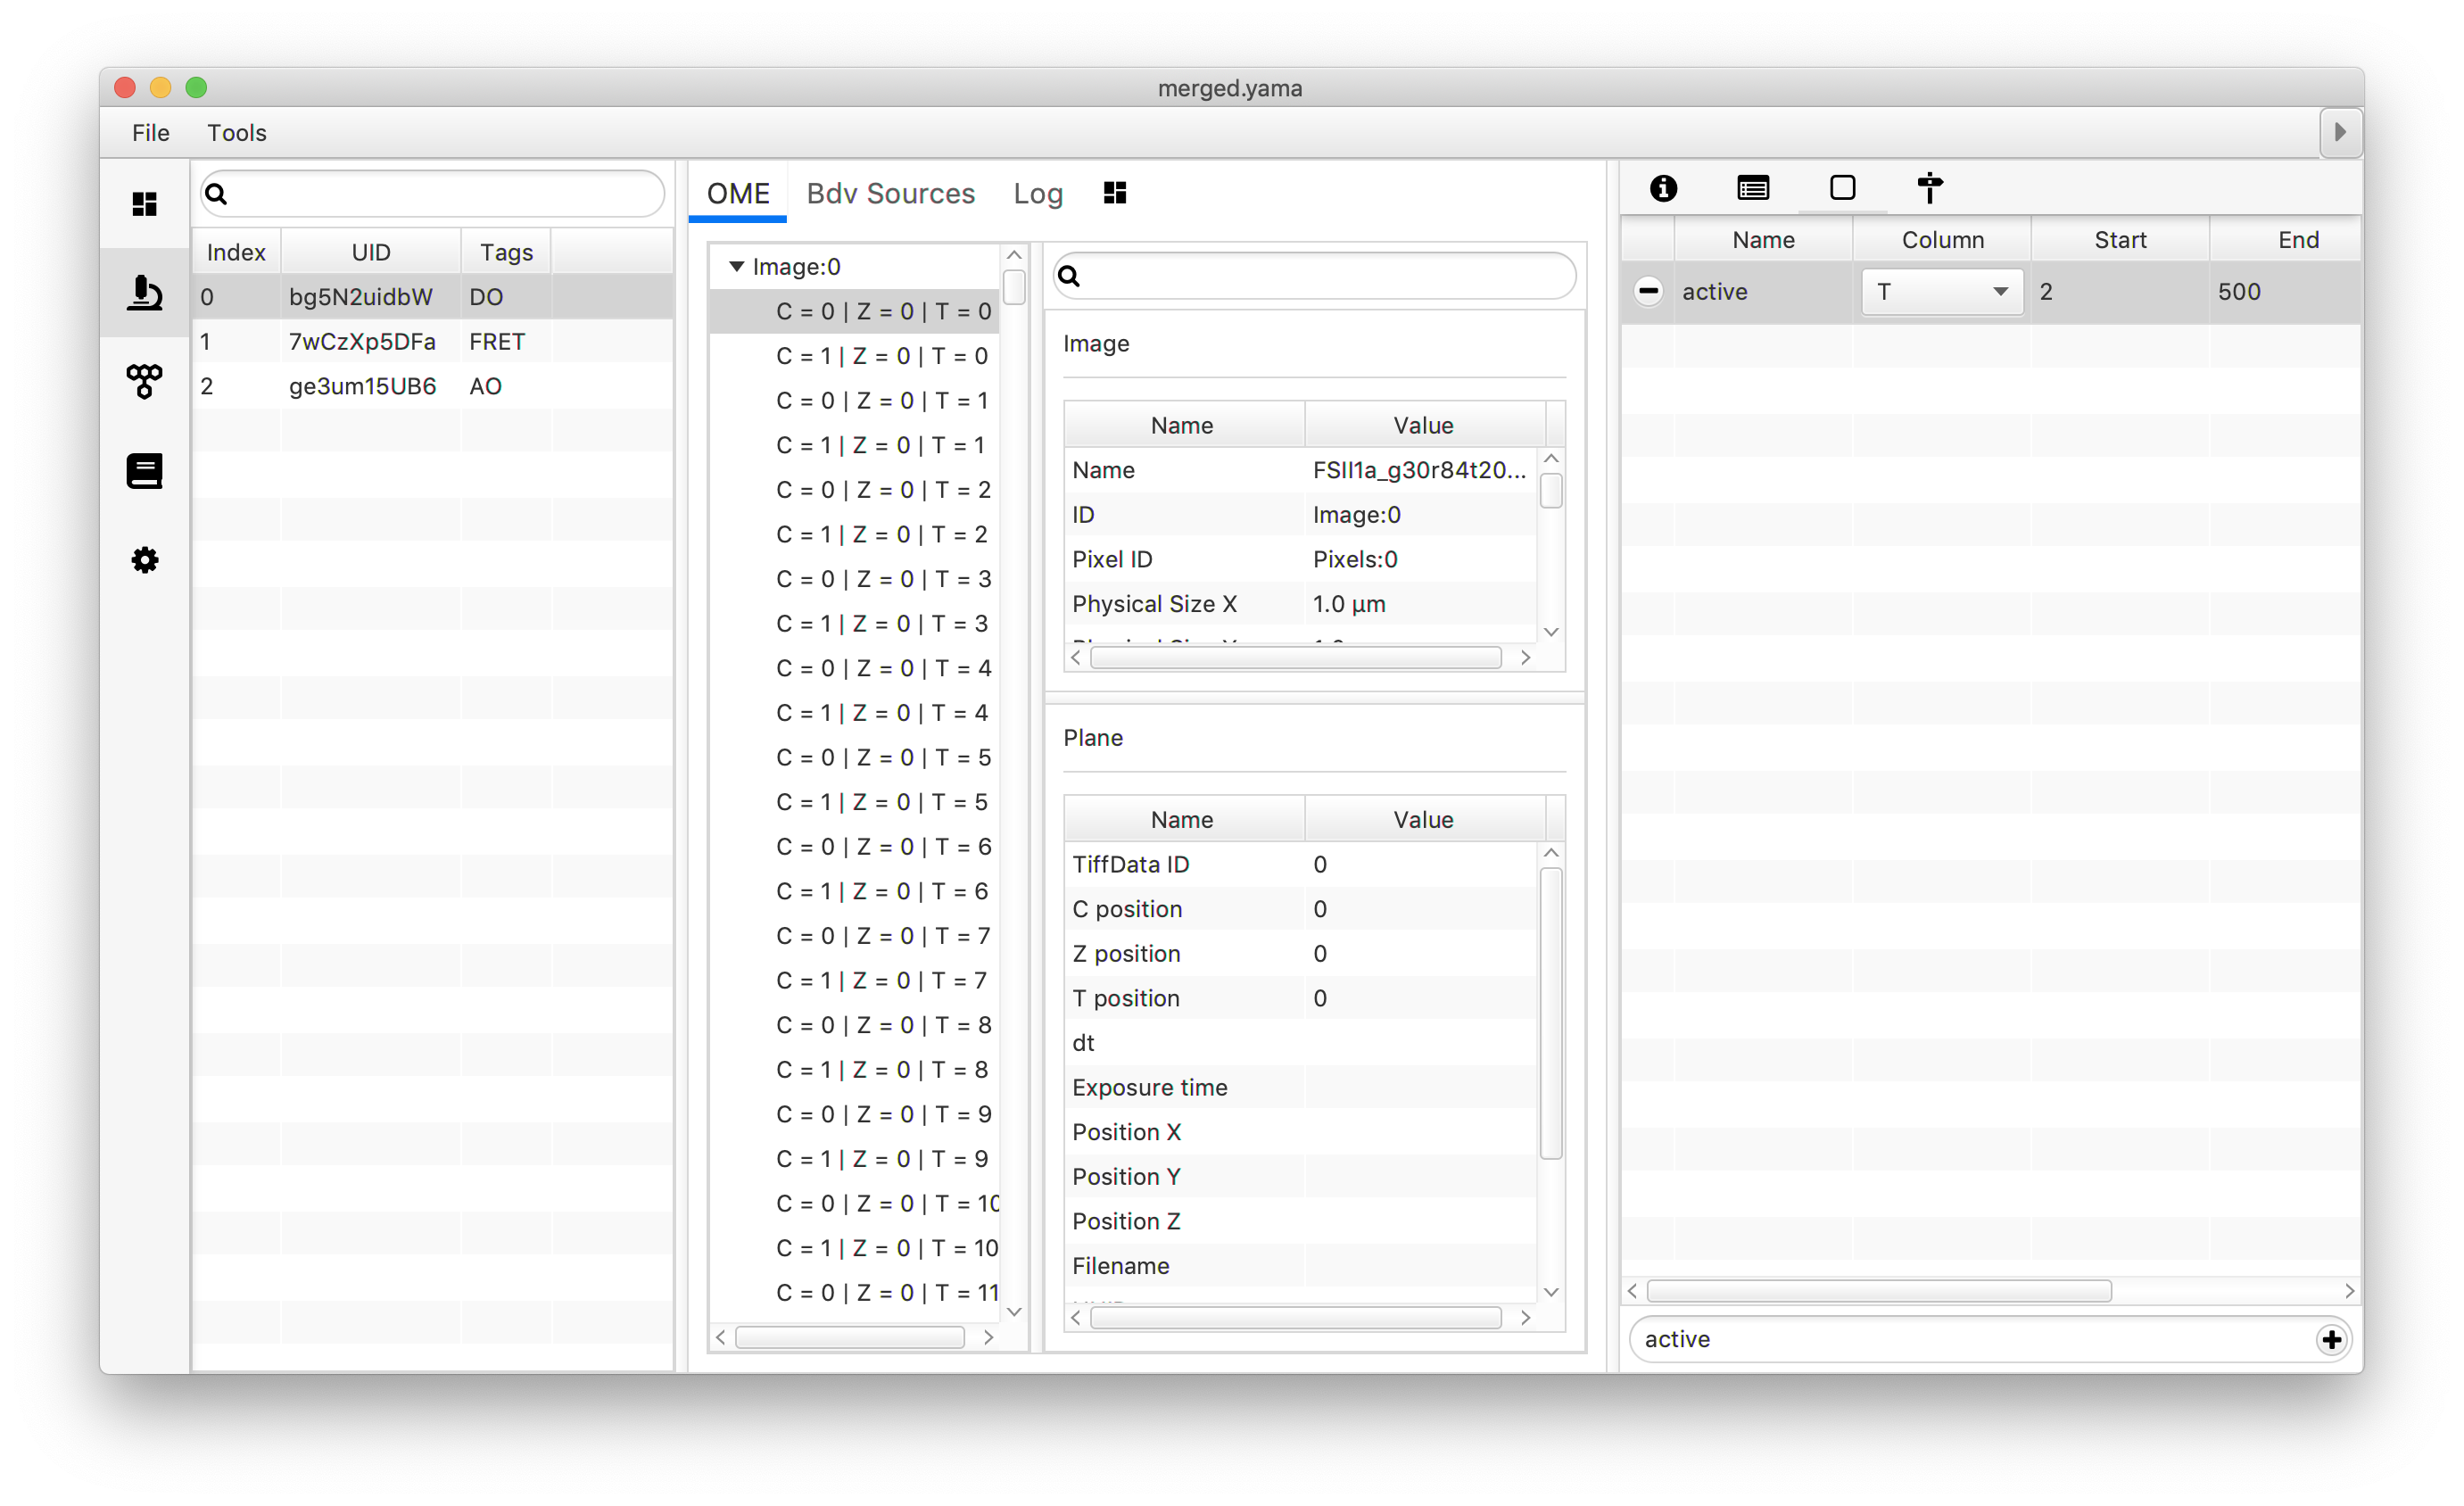 merged.yama
File Tools
Index UID Tags
0 bg5N2uidbW DO
1 7wCzXp5DFa FRET
2 ge3um15UB6 AO
OME Bdv Sources Log
Image:0
C = 0 | Z = 0 | T = 0
C = 1 | Z = 0 | T = 0
C = 0 | Z = 0 | T = 1
C = 1 | Z = 0 | T = 1
C = 0 | Z = 0 | T = 2
C = 1 | Z = 0 | T = 2
C = 0 | Z = 0 | T = 3
C = 1 | Z = 0 | T = 3
C = 0 | Z = 0 | T = 4
C = 1 | Z = 0 | T = 4
C = 0 | Z = 0 | T = 5
C = 1 | Z = 0 | T = 5
C = 0 | Z = 0 | T = 6
C = 1 | Z = 0 | T = 6
C = 0 | Z = 0 | T = 7
C = 1 | Z = 0 | T = 7
C = 0 | Z = 0 | T = 8
C = 1 | Z = 0 | T = 8
C = 0 | Z = 0 | T = 9
C = 1 | Z = 0 | T = 9
C = 0 | Z = 0 | T = 10
C = 1 | Z = 0 | T = 10
C = 0 | Z = 0 | T = 11
Image
Name Value
Name FSII1a_g30r84t20...
ID Image:0
Pixel ID Pixels:0
Physical Size X 1.0 µm
Plane
Name Value
TiffData ID 0
C position 0
Z position 0
T position 0
dt
Exposure time
Position X
Position Y
Position Z
Filename
Name Column Start End
active T 2 500
active